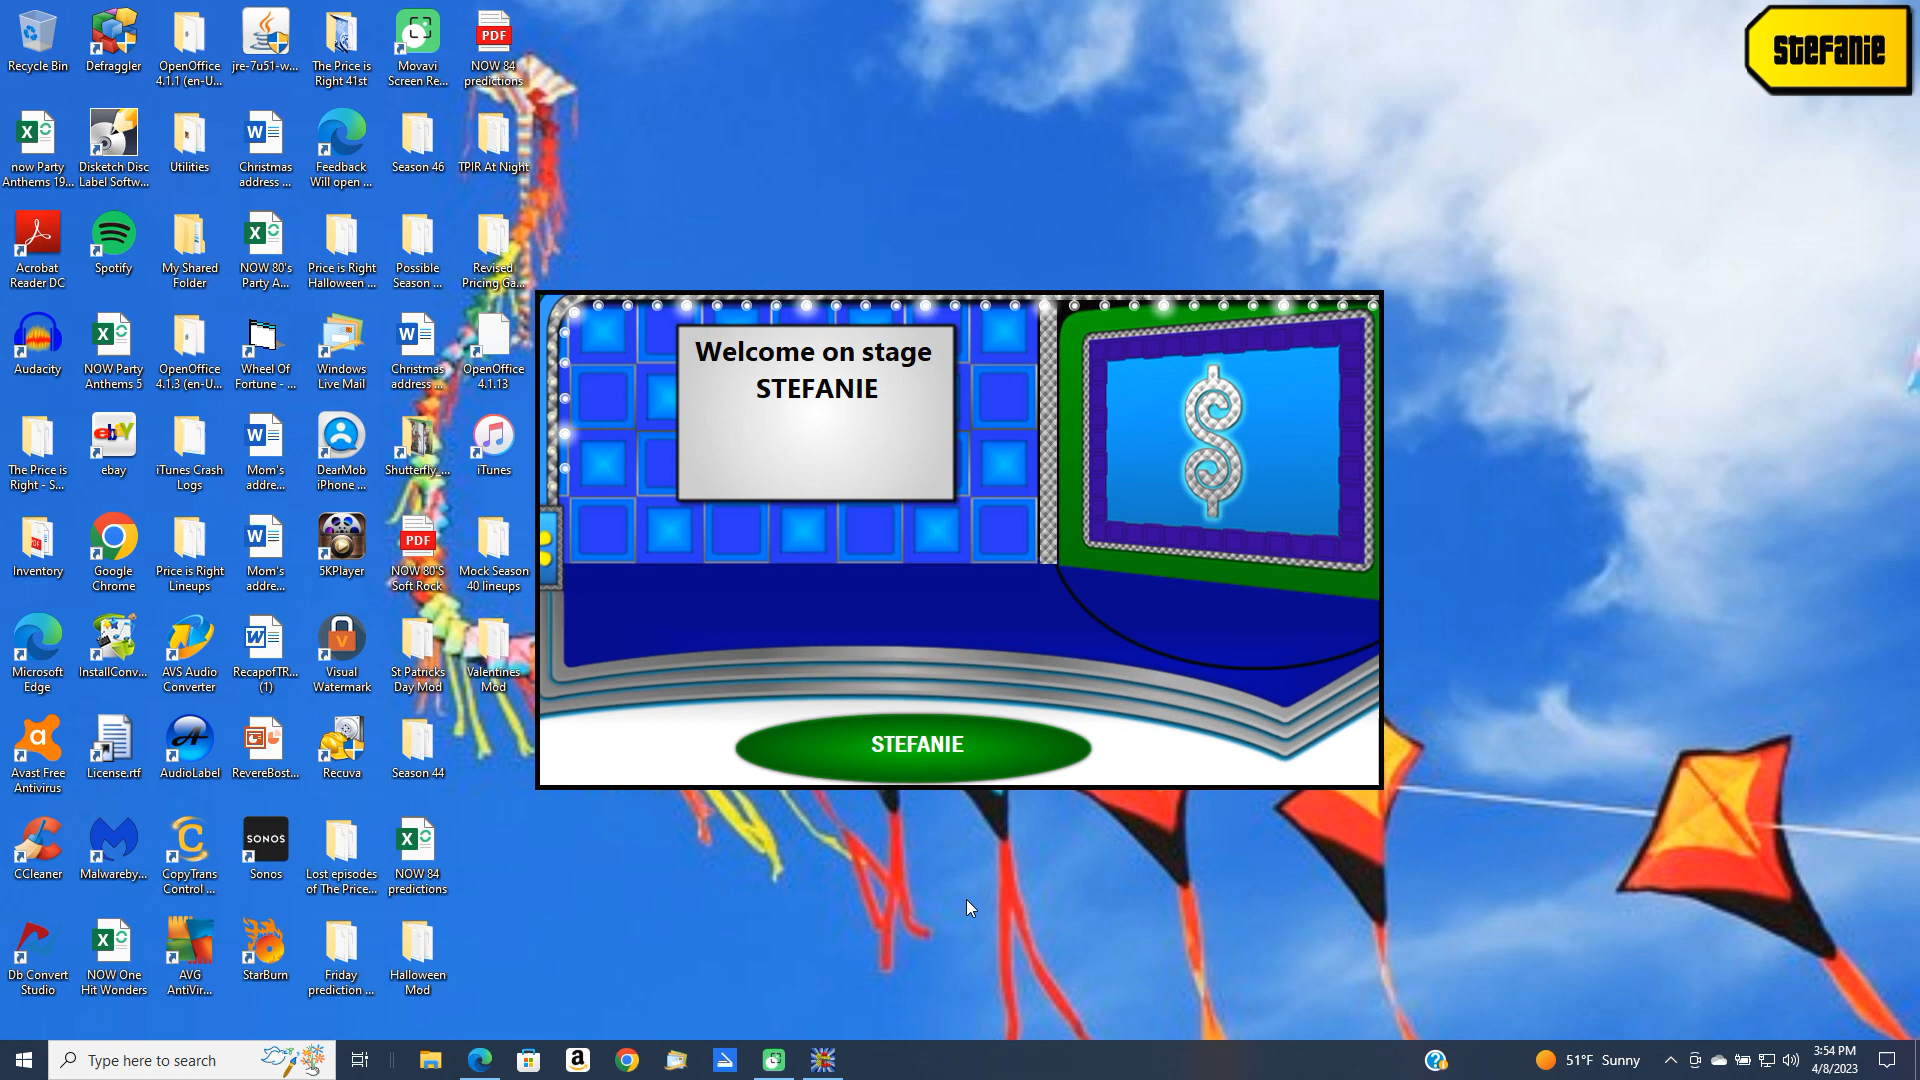 Recycle Bin
Defraggler
OpenOffice
4.1.1 (en-U...
jre-7u51-w...
The Price is
Right 41st
Movavi
Screen Re...
PDF
NOW 84
predictions
stefanie
now Party
Anthems 19...
Disketch Disc
Label Softw...
Utilities
Christmas
address ...
Feedback
Will open ...
Season 46
TPIR At Night
Acrobat
Reader DC
Spotify
My Shared
Folder
NOW 80's
Party A...
Price is Right
Halloween ...
Possible
Season ...
Revised
Pricing Ga...
Audacity
NOW Party
Anthems 5
OpenOffice
4.1.3 (en-U...
Wheel Of
Fortune - ...
Windows
Live Mail
Christmas
address ...
OpenOffice
4.1.13
Welcome on stage
STEFANIE
The Price is
Right - S...
ebay
ebay
iTunes Crash
Logs
Mom's
addre...
DearMob
iPhone ...
Shutterfly_...
iTunes
Inventory
Google
Chrome
Price is Right
Lineups
Mom's
addre...
5KPlayer
PDF
NOW 80'S
Soft Rock
Mock Season
40 lineups
Microsoft
Edge
InstallConv...
AVS Audio
Converter
RecapofTR...
(1)
Visual
Watermark
St Patricks
Day Mod
Valentines
Mod
STEFANIE
Avast Free
Antivirus
License.rtf
AudioLabel
RevereBost...
Recuva
Season 44
CCleaner
Malwareby...
CopyTrans
Control ...
SONOS
Sonos
Lost episodes
of The Price...
NOW 84
predictions
Db Convert
Studio
NOW One
Hit Wonders
AVG
AntiVir...
StarBurn
Friday
prediction ...
Halloween
Mod
Type here to search
51°F Sunny
3:54 PM
4/8/2023